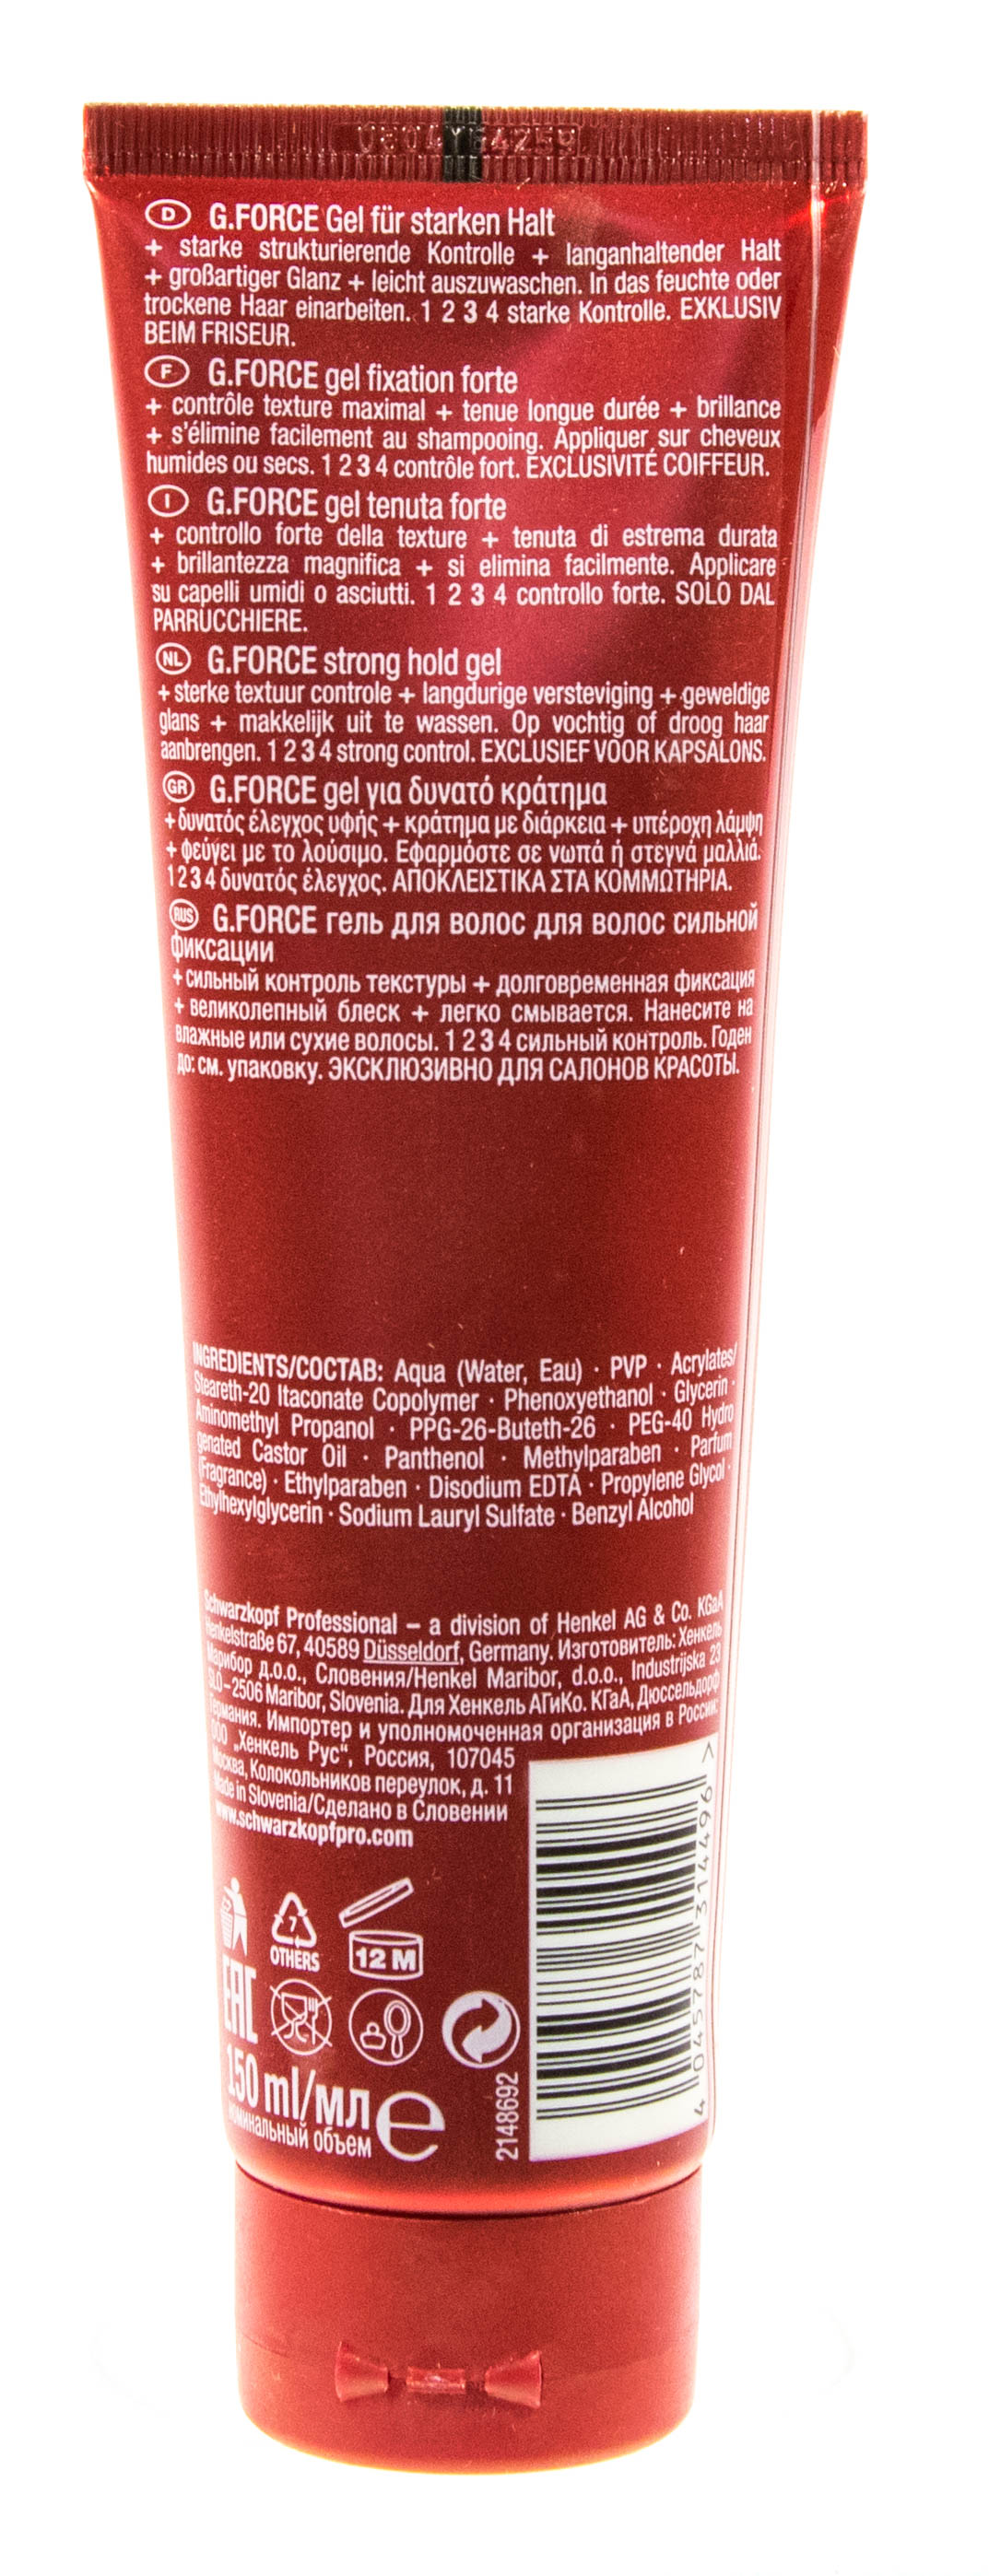 D G.FORCE Gel für starken Halt
+ starke strukturierende Kontrolle + langanhaltender Halt
+ großartiger Glanz + leicht auszuwaschen. In das feuchte oder
trockene Haar einarbeiten. 1 2 3 4 starke Kontrolle. EXKLUSIV
BEIM FRISEUR.
F G.FORCE gel fixation forte
+ contrôle texture maximal + tenue longue durée + brillance
+ s'élimine facilement au shampooing. Appliquer sur cheveux
humides ou secs. 1 2 3 4 contrôle fort. EXCLUSIVITÉ COIFFEUR.
I G.FORCE gel tenuta forte
+ controllo forte della texture + tenuta di estrema durata
+ brillantezza magnifica + si elimina facilmente. Applicare
su capelli umidi o asciutti. 1 2 3 4 controllo forte. SOLO DAL
PARRUCCHIERE.
NL G.FORCE strong hold gel
+ sterke textuur controle + langdurige versteviging + geweldige
glans + makkelijk uit te wassen. Op vochtig of droog haar
aanbrengen. 1 2 3 4 strong control. EXCLUSIEF VOOR KAPSALONS.
GR G.FORCE gel για δυνατό κράτημα
+ δυνατός έλεγχος υφής + κράτημα με διάρκεια + υπέροχη λάμψη
+ φεύγει με το λούσιμο. Εφαρμόστε σε νωπά ή στεγνά μαλλιά.
1 2 3 4 δυνατός έλεγχος. ΑΠΟΚΛΕΙΣΤΙΚΑ ΣΤΑ ΚΟΜΜΩΤΗΡΙΑ.
RUS G.FORCE гель для волос для волос сильной
фиксации
+ сильный контроль текстуры + долговременная фиксация
+ великолепный блеск + легко смывается. Нанесите на
влажные или сухие волосы. 1 2 3 4 сильный контроль. Годен
до: см. упаковку. ЭКСКЛЮЗИВНО ДЛЯ САЛОНОВ КРАСОТЫ.
INGREDIENTS/СОСТАВ: Aqua (Water, Eau) · PVP · Acrylates/
Steareth-20 Itaconate Copolymer · Phenoxyethanol · Glycerin ·
Aminomethyl Propanol · PPG-26-Buteth-26 · PEG-40 Hydro
genated Castor Oil · Panthenol · Methylparaben · Parfum
(Fragrance) · Ethylparaben · Disodium EDTA · Propylene Glycol ·
Ethylhexylglycerin · Sodium Lauryl Sulfate · Benzyl Alcohol
Schwarzkopf Professional – a division of Henkel AG & Co. KGaA
Henkelstraße 67, 40589 Düsseldorf, Germany. Изготовитель: Хенкель
Марибор д.о.о., Словения/Henkel Maribor, d.o.o., Industrijska 23
SLO-2506 Maribor, Slovenia. Для Хенкель АГиКо. КГаА, Дюссельдорф
Германия. Импортер и уполномоченная организация в России:
ООО „Хенкель Рус“, Россия, 107045
Москва, Колокольников переулок, д. 11
Made in Slovenia/Сделано в Словении
www.schwarzkopfpro.com
7
OTHERS
12 M
EAC
150 ml/мл e
номинальный объем
2148692
4 045787 314496 >